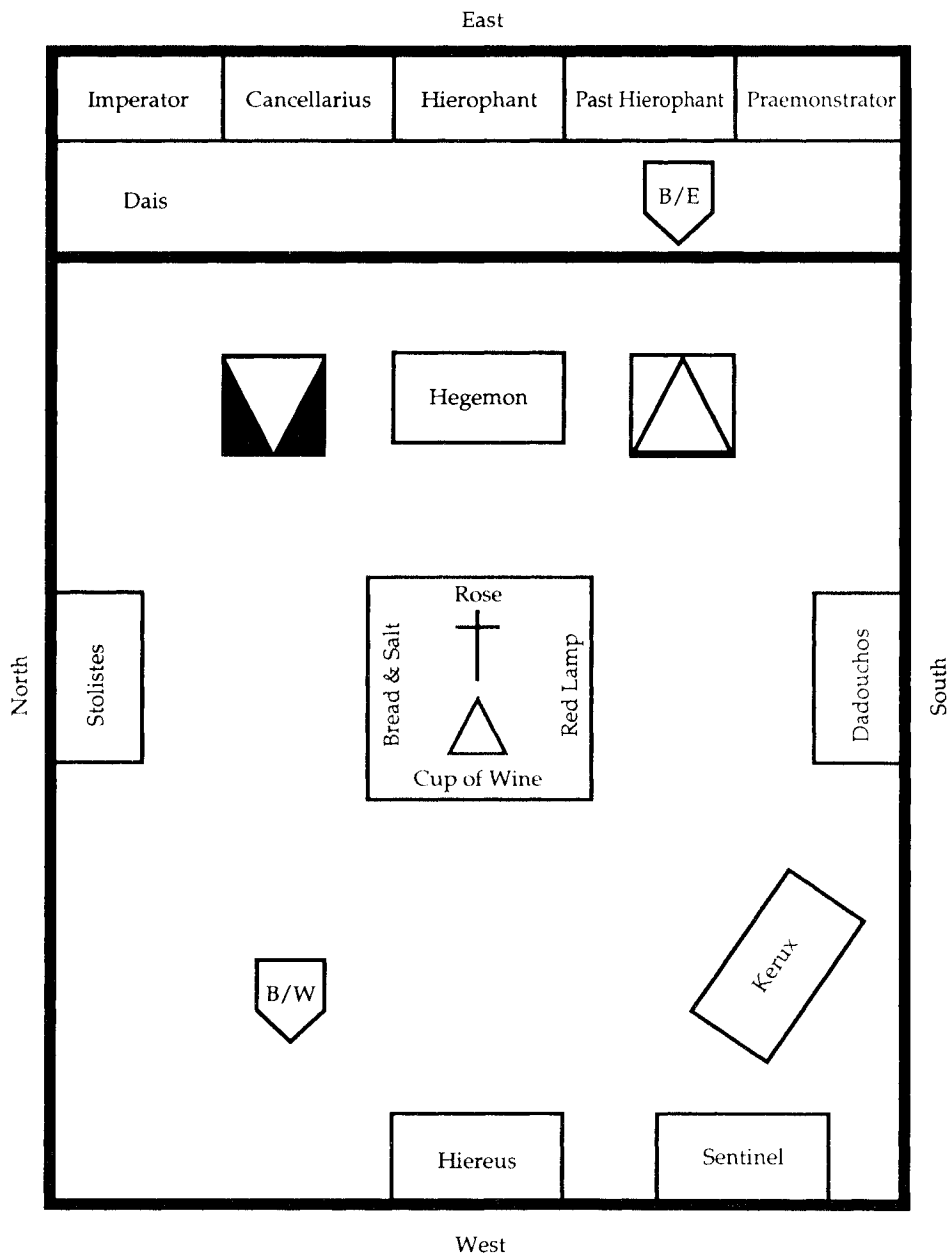 East
Imperator
Cancellarius
Hierophant
Past Hierophant
Praemonstrator
Dais
B/E
Hegemon
North
Stolistes
Rose
Bread & Salt
Red Lamp
Cup of Wine
Dadouchos
South
B/W
Kerux
Hiereus
Sentinel
West